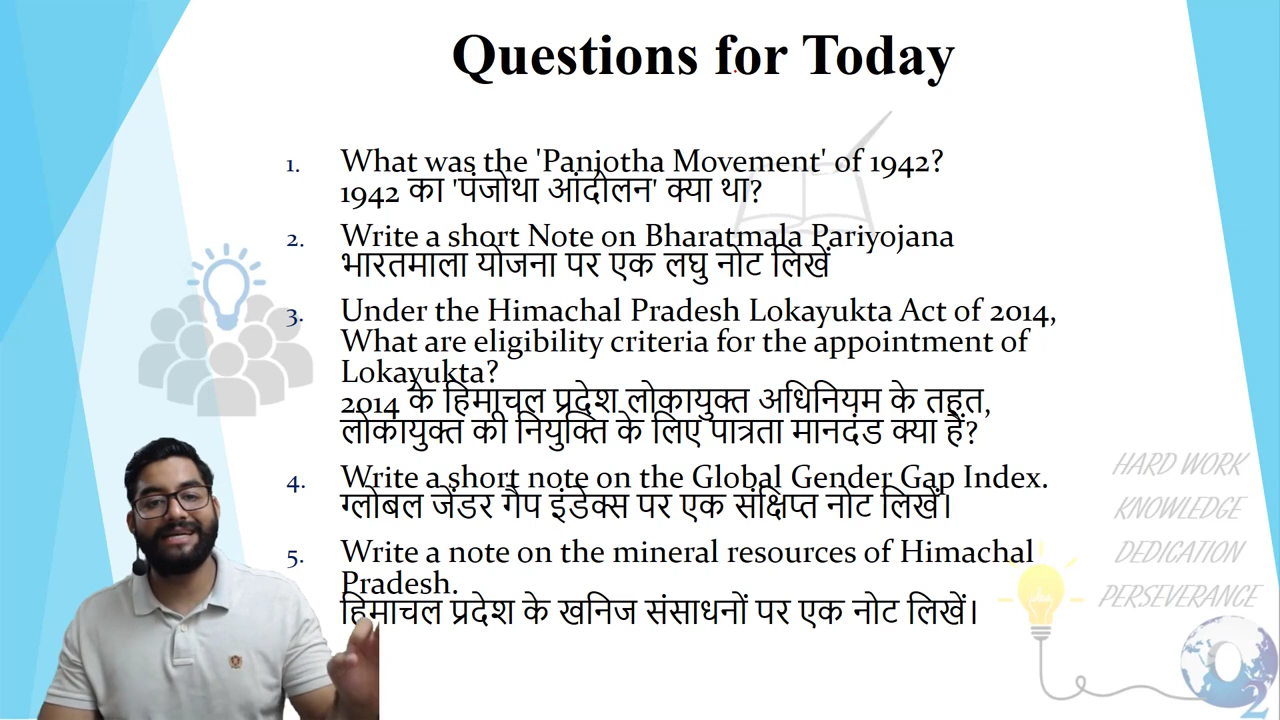 Questions for Today
1. What was the 'Panjotha Movement' of 1942?
1942 का 'पंजोथा आंदोलन' क्या था?
2. Write a short Note on Bharatmala Pariyojana
भारतमाला योजना पर एक लघु नोट लिखें
3. Under the Himachal Pradesh Lokayukta Act of 2014,
What are eligibility criteria for the appointment of
Lokayukta?
2014 के हिमाचल प्रदेश लोकायुक्त अधिनियम के तहत,
लोकायुक्त की नियुक्ति के लिए पात्रता मानदंड क्या हैं?
4. Write a short note on the Global Gender Gap Index.
ग्लोबल जेंडर गैप इंडेक्स पर एक संक्षिप्त नोट लिखें।
5. Write a note on the mineral resources of Himachal
Pradesh.
हिमाचल प्रदेश के खनिज संसाधनों पर एक नोट लिखें।
HARD WORK
KNOWLEDGE
DEDICATION
PERSEVERANCE
O2